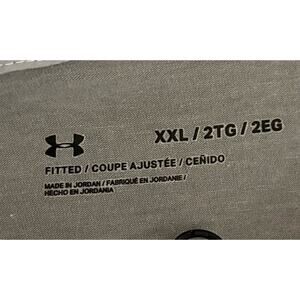 XXL / 2TG / 2EG
FITTED / COUPE AJUSTÉE / CEÑIDO
MADE IN JORDAN / FABRIQUÉ EN JORDANIE /
HECHO EN JORDANIA